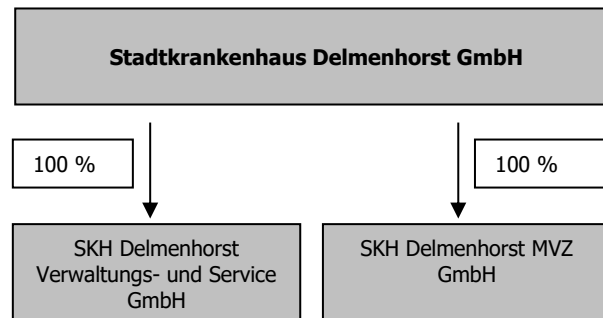 Stadtkrankenhaus Delmenhorst GmbH
100 %
100 %
SKH Delmenhorst
Verwaltungs- und Service
GmbH
SKH Delmenhorst MVZ
GmbH